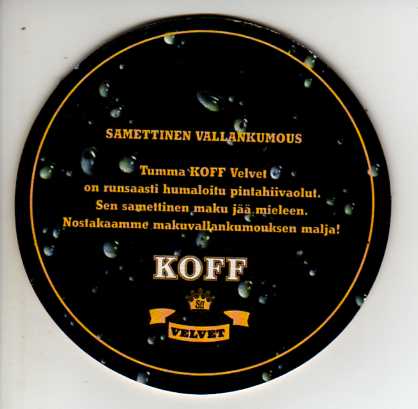 SAMETTINEN VALLANKUMOUS
Tumma KOFF Velvet
on runsaasti humaloitu pintahiivaolut.
Sen samettinen maku jää mieleen.
Nostakaamme makuvallankumouksen malja!
KOFF
VELVET